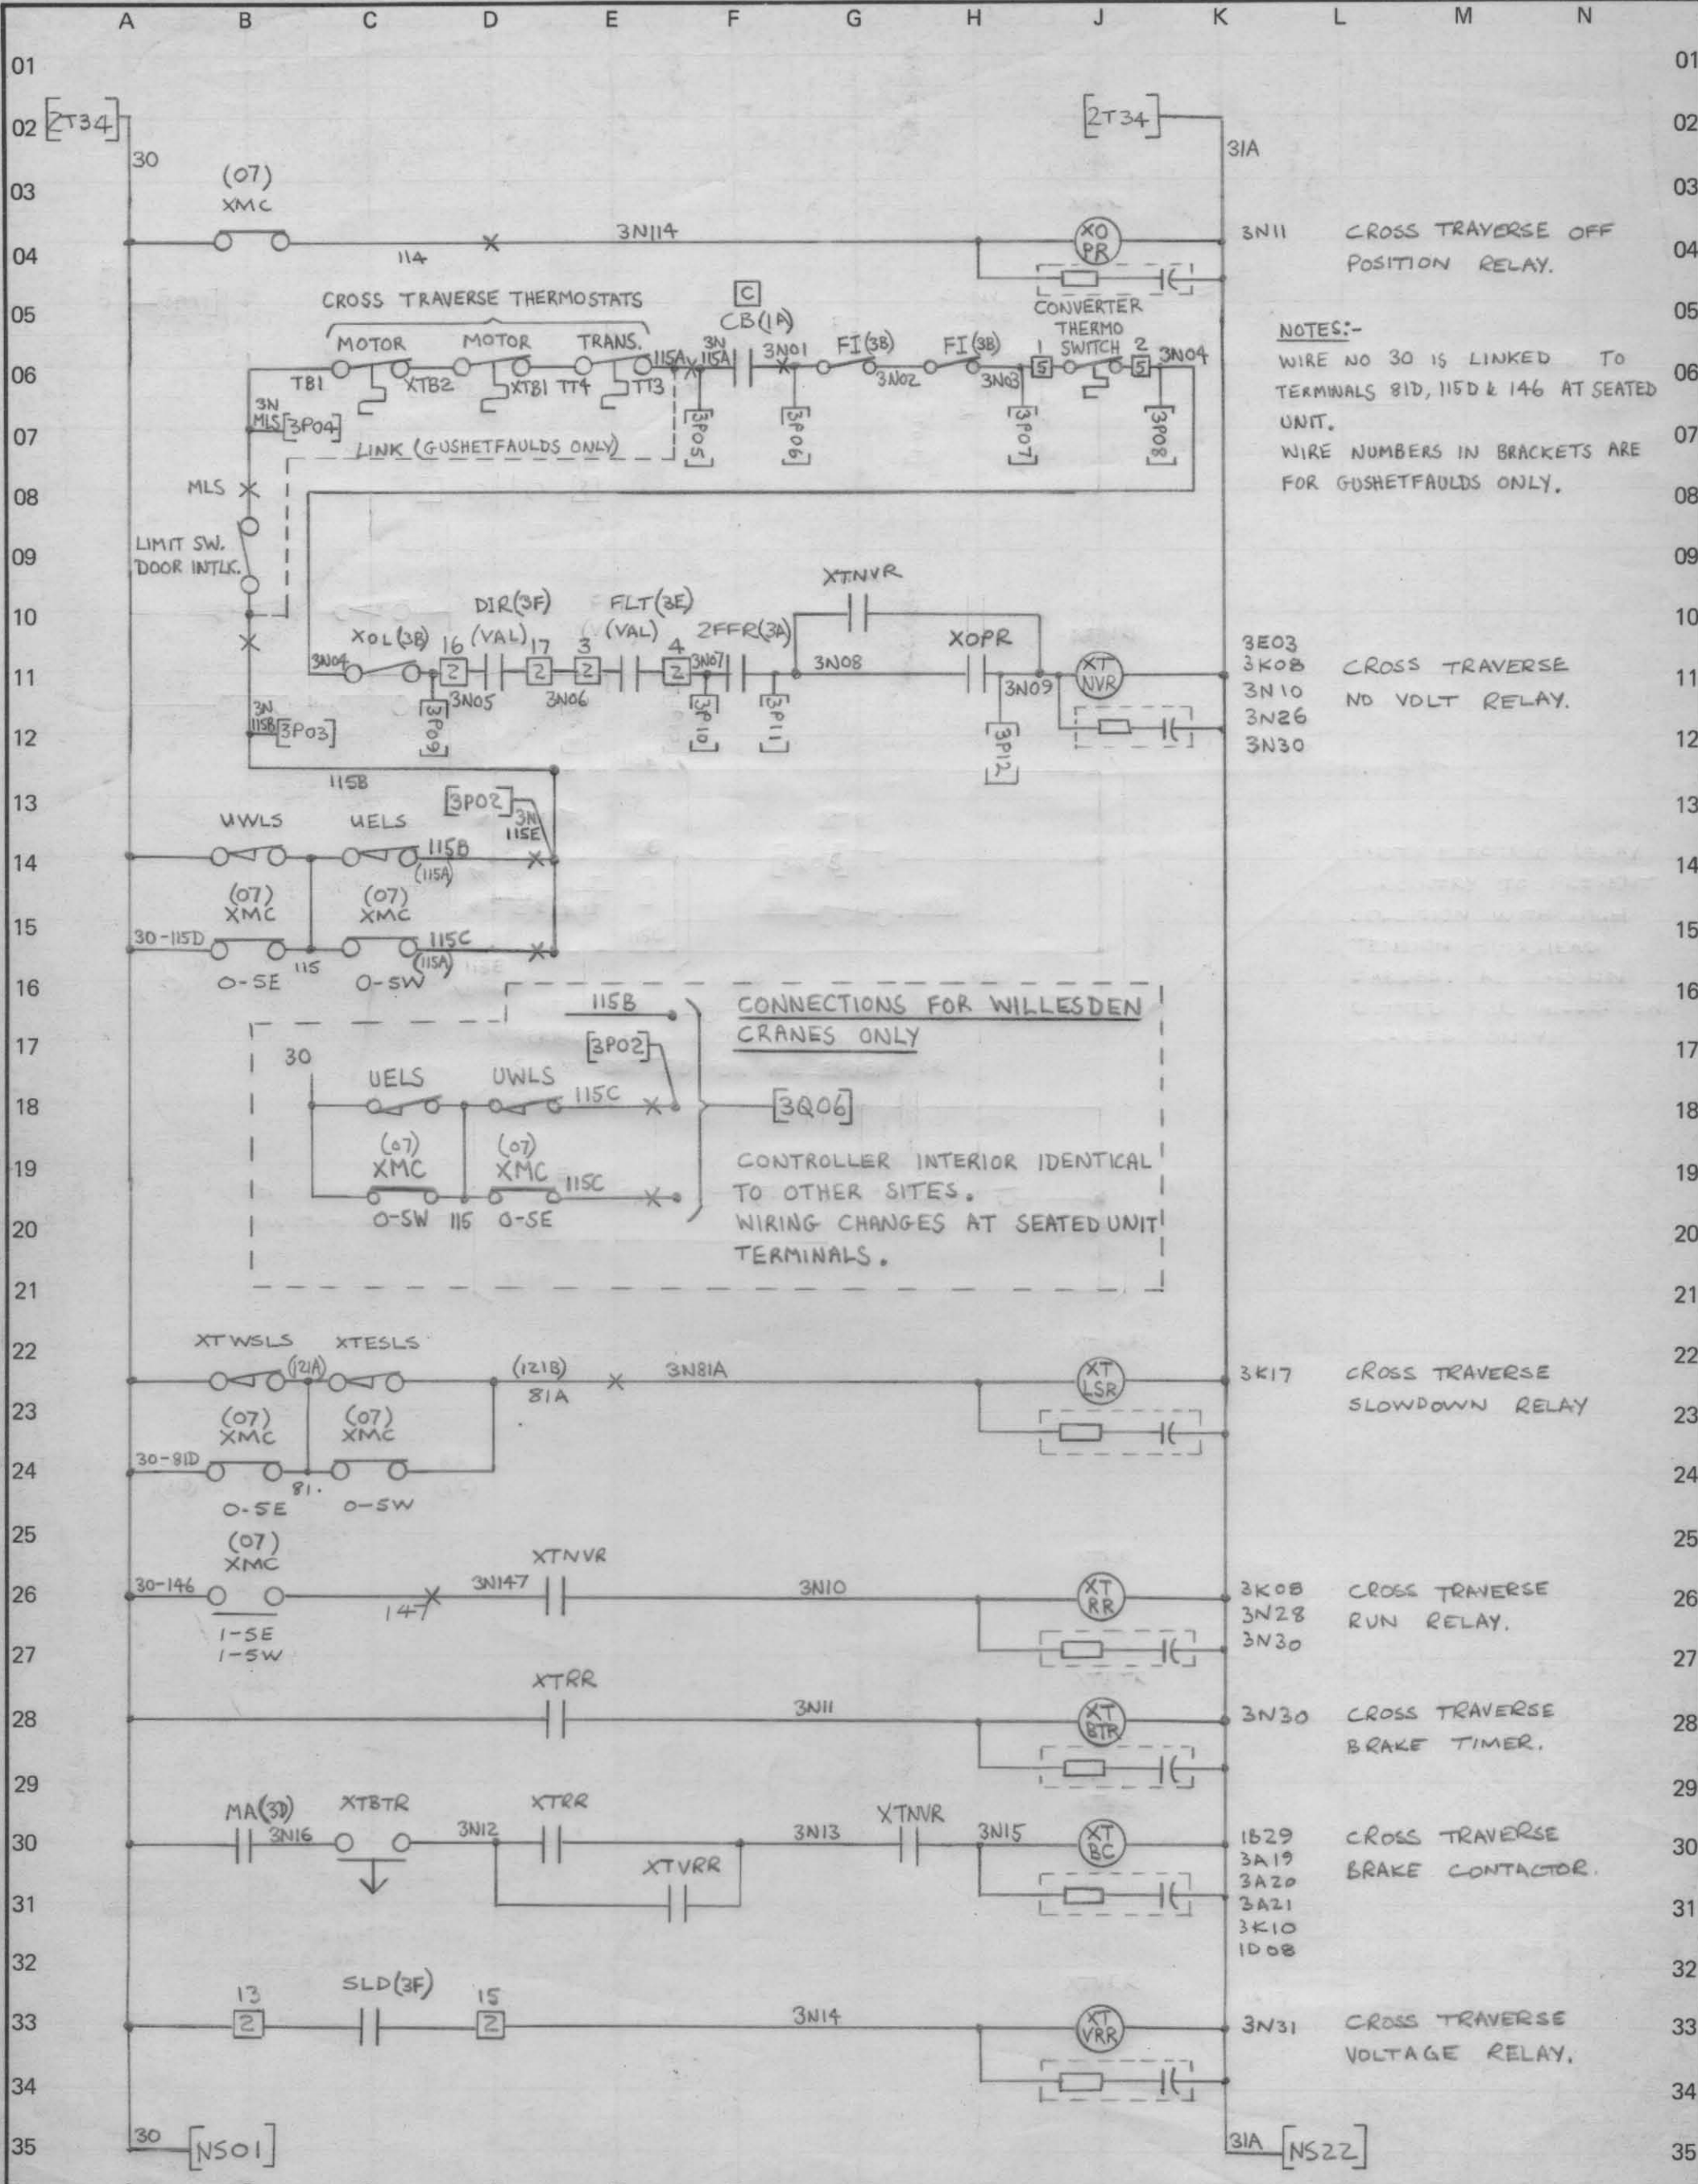 A B C D E F G H J K L M N
01 01
02 [2T34] [2T34] 02
30 31A
03 (07) 03
XMC
04 114 3N114 XO PR 3N11 CROSS TRAVERSE OFF 04
POSITION RELAY.
05 CROSS TRAVERSE THERMOSTATS C CONVERTER 05
CB(1A) THERMO NOTES:-
MOTOR MOTOR TRANS. 115A 3N 115A 3N01 FI(3B) FI(3B) 1 SWITCH 2 3N04 WIRE NO 30 IS LINKED TO
06 TB1 XTB2 XTB1 TT4 TT3 3N02 3N03 5 5 TERMINALS 81D, 115D & 146 AT SEATED 06
3N MLS [3P04] [3P05] [3P06] [3P07] [3P08] UNIT.
07 LINK (GUSHETFAULDS ONLY) WIRE NUMBERS IN BRACKETS ARE 07
08 MLS FOR GUSHETFAULDS ONLY. 08
LIMIT SW.
09 DOOR INTLK. 09
XTNVR
10 DIR(3F) FLT(3E) 10
XOL(3B) 16 (VAL) 17 3 (VAL) 4 2FFR(3A) XOPR 3E03
11 3N04 2 2 2 2 3N07 3N08 XT NVR 3K08 CROSS TRAVERSE 11
3N05 3N06 3N09 3N10 NO VOLT RELAY.
3N 115B [3P03] [3P09] [3P10] [3P11] [3P12] 3N26
12 3N30 12
115B
13 [3P02] 13
UWLS UELS 3N 115E
14 115B 14
(115A)
(07) (07)
XMC XMC
15 30-115D 115C 15
115 (115A)
16 0-5E 0-5W 16
115B CONNECTIONS FOR WILLESDEN
17 30 [3P02] CRANES ONLY 17
UELS UWLS
18 115C [3Q06] 18
(07) (07)
19 XMC XMC 115C CONTROLLER INTERIOR IDENTICAL 19
TO OTHER SITES.
20 0-5W 115 0-5E WIRING CHANGES AT SEATED UNIT 20
TERMINALS.
21 21
22 XTWSLS XTESLS 22
(121A) (121B) 3N81A XT LSR 3K17 CROSS TRAVERSE
81A SLOWDOWN RELAY
23 (07) (07) 23
XMC XMC
24 30-81D 24
81.
0-5E 0-5W
25 (07) 25
XMC XTNVR
26 30-146 147 3N147 3N10 XT RR 3K08 CROSS TRAVERSE 26
1-5E 3N28 RUN RELAY.
27 1-5W 3N30 27
XTRR
28 3N11 XT BTR 3N30 CROSS TRAVERSE 28
BRAKE TIMER.
29 29
MA(3D) XTBTR XTRR XTNVR
30 3N16 3N12 3N13 3N15 XT BC 1B29 CROSS TRAVERSE 30
XTVRR 3A19 BRAKE CONTACTOR.
3A20
31 3A21 31
3K10
32 1D08 32
13 SLD(3F) 15
33 2 2 3N14 XT VRR 3N31 CROSS TRAVERSE 33
VOLTAGE RELAY.
34 34
35 30 [NS01] 31A [NS22] 35